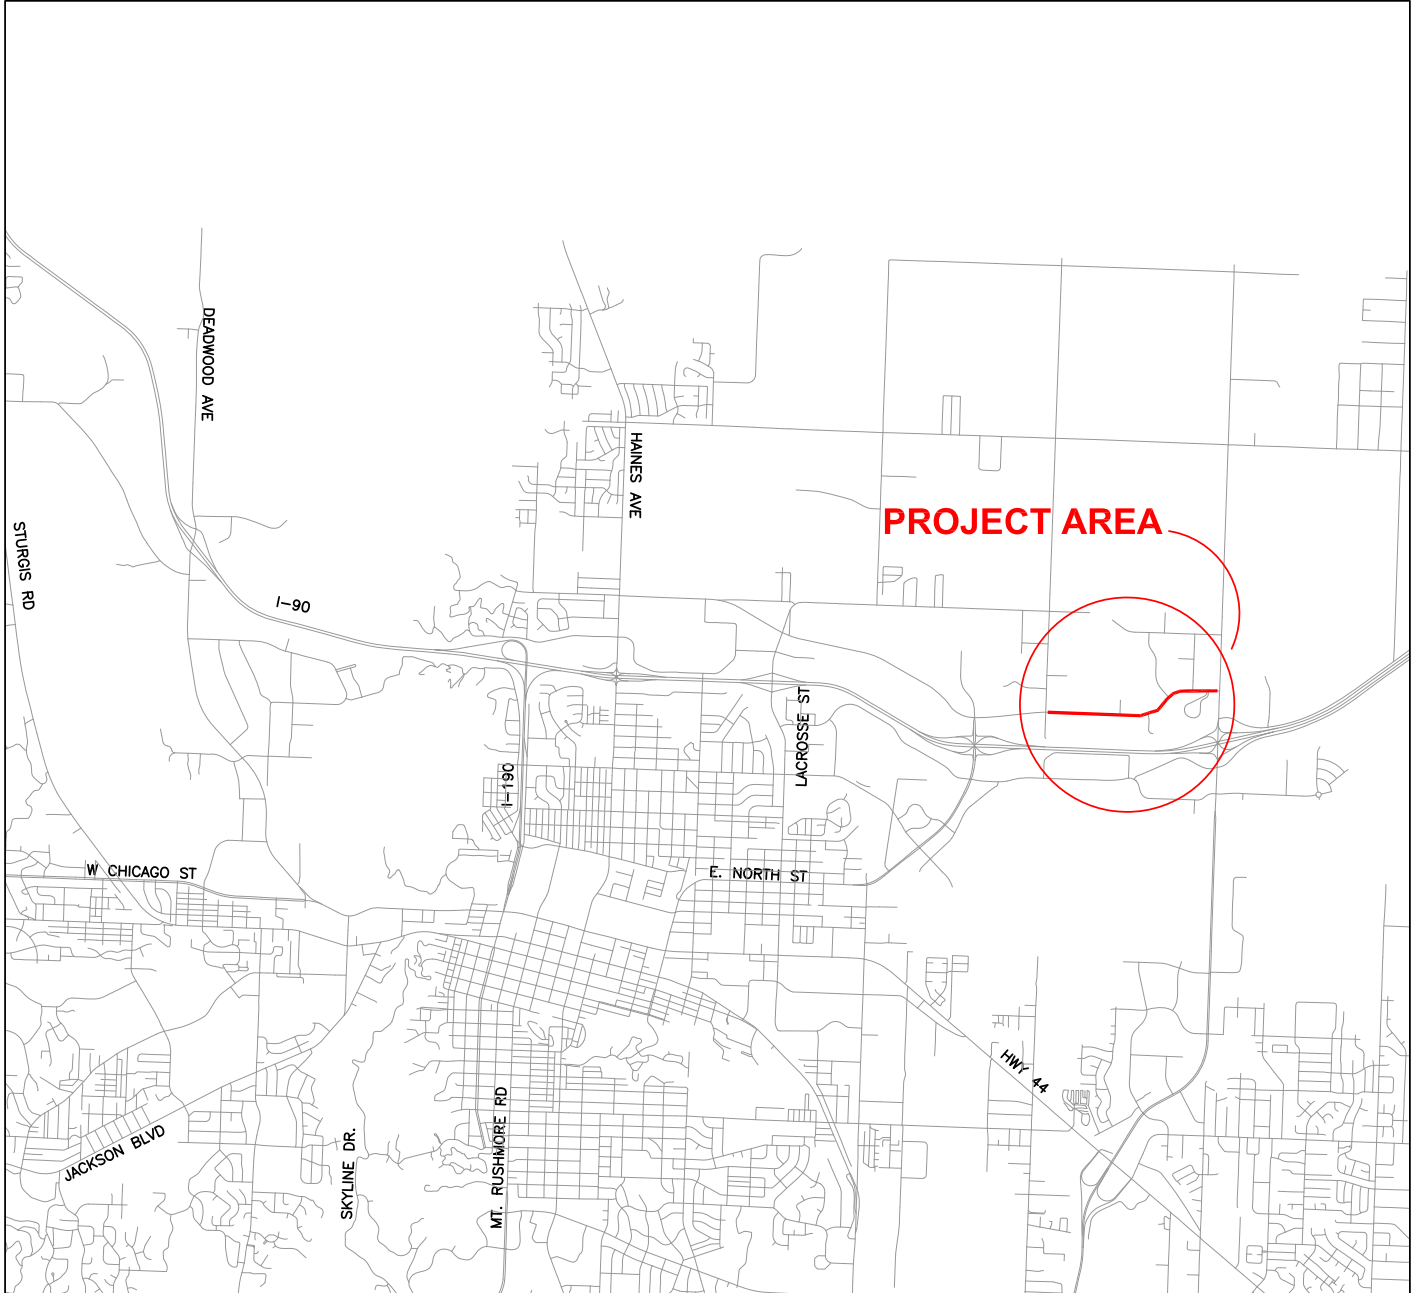 DEADWOOD AVE
HAINES AVE
PROJECT AREA
STURGIS RD
I-90
LACROSSE ST
I-190
W CHICAGO ST
E. NORTH ST
HWY 44
MT. RUSHMORE RD
JACKSON BLVD
SKYLINE DR.